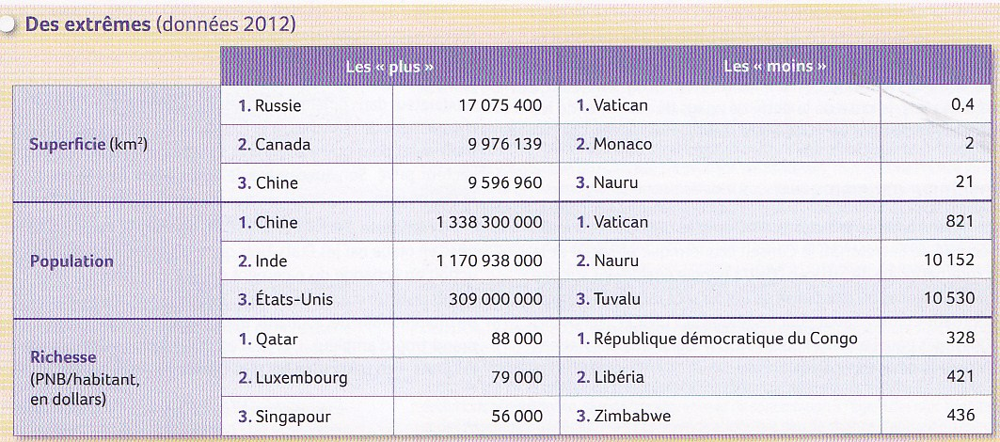 Des extrêmes (données 2012)
Les « plus » Les « moins »
Superficie (km²)
1. Russie 17 075 400 1. Vatican 0,4
2. Canada 9 976 139 2. Monaco 2
3. Chine 9 596 960 3. Nauru 21
Population
1. Chine 1 338 300 000 1. Vatican 821
2. Inde 1 170 938 000 2. Nauru 10 152
3. États-Unis 309 000 000 3. Tuvalu 10 530
Richesse
(PNB/habitant,
en dollars)
1. Qatar 88 000 1. République démocratique du Congo 328
2. Luxembourg 79 000 2. Libéria 421
3. Singapour 56 000 3. Zimbabwe 436